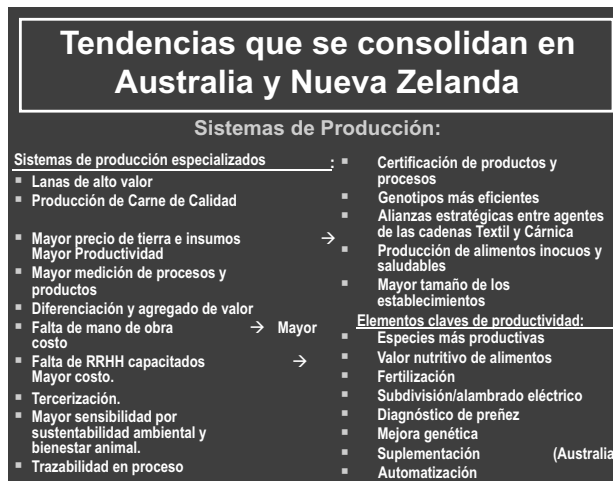 Tendencias que se consolidan en
Australia y Nueva Zelanda
Sistemas de Producción:
Sistemas de producción especializados :
▪ Lanas de alto valor
▪ Producción de Carne de Calidad
▪ Mayor precio de tierra e insumos →
Mayor Productividad
▪ Mayor medición de procesos y
productos
▪ Diferenciación y agregado de valor
▪ Falta de mano de obra → Mayor
costo
▪ Falta de RRHH capacitados →
Mayor costo.
▪ Tercerización.
▪ Mayor sensibilidad por
sustentabilidad ambiental y
bienestar animal.
▪ Trazabilidad en proceso
▪ Certificación de productos y
procesos
▪ Genotipos más eficientes
▪ Alianzas estratégicas entre agentes
de las cadenas Textil y Cárnica
▪ Producción de alimentos inocuos y
saludables
▪ Mayor tamaño de los
establecimientos
Elementos claves de productividad:
▪ Especies más productivas
▪ Valor nutritivo de alimentos
▪ Fertilización
▪ Subdivisión/alambrado eléctrico
▪ Diagnóstico de preñez
▪ Mejora genética
▪ Suplementación (Australia
▪ Automatización